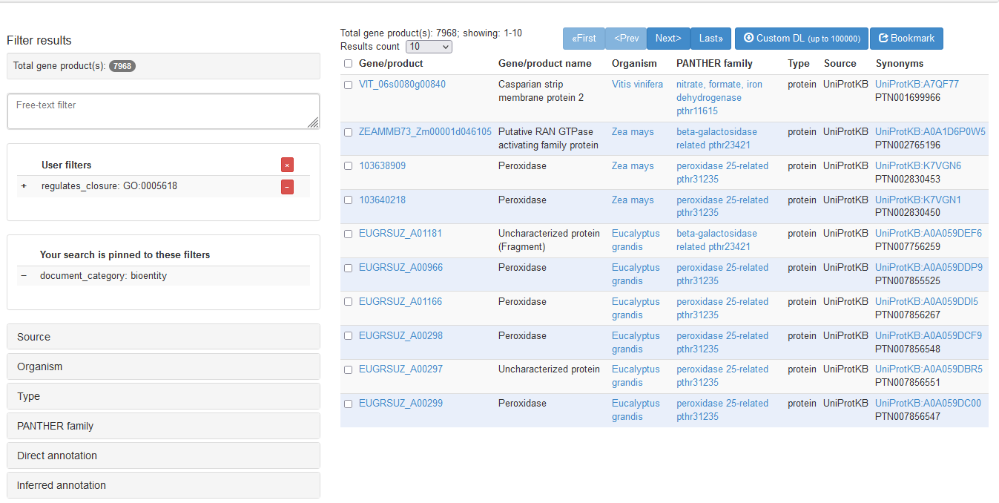 Filter results
Total gene product(s): 7968
Free-text filter
User filters ×
+ regulates_closure: GO:0005618 −
Your search is pinned to these filters
− document_category: bioentity
Source
Organism
Type
PANTHER family
Direct annotation
Inferred annotation
Total gene product(s): 7968; showing: 1-10
Results count 10
«First <Prev Next> Last» Custom DL (up to 100000) Bookmark
Gene/product Gene/product name Organism PANTHER family Type Source Synonyms
VIT_06s0080g00840 Casparian strip Vitis vinifera nitrate, formate, iron protein UniProtKB UniProtKB:A7QF77
membrane protein 2 dehydrogenase PTN001699966
pthr11615
ZEAMMB73_Zm00001d046105 Putative RAN GTPase Zea mays beta-galactosidase protein UniProtKB UniProtKB:A0A1D6P0W5
activating family protein related pthr23421 PTN002765196
103638909 Peroxidase Zea mays peroxidase 25-related protein UniProtKB UniProtKB:K7VGN6
pthr31235 PTN002830453
103640218 Peroxidase Zea mays peroxidase 25-related protein UniProtKB UniProtKB:K7VGN1
pthr31235 PTN002830450
EUGRSUZ_A01181 Uncharacterized protein Eucalyptus beta-galactosidase protein UniProtKB UniProtKB:A0A059DEF6
(Fragment) grandis related pthr23421 PTN007756259
EUGRSUZ_A00966 Peroxidase Eucalyptus peroxidase 25-related protein UniProtKB UniProtKB:A0A059DDP9
grandis pthr31235 PTN007855525
EUGRSUZ_A01166 Peroxidase Eucalyptus peroxidase 25-related protein UniProtKB UniProtKB:A0A059DDI5
grandis pthr31235 PTN007856267
EUGRSUZ_A00298 Peroxidase Eucalyptus peroxidase 25-related protein UniProtKB UniProtKB:A0A059DCF9
grandis pthr31235 PTN007856548
EUGRSUZ_A00297 Uncharacterized protein Eucalyptus peroxidase 25-related protein UniProtKB UniProtKB:A0A059DBR5
grandis pthr31235 PTN007856551
EUGRSUZ_A00299 Peroxidase Eucalyptus peroxidase 25-related protein UniProtKB UniProtKB:A0A059DC00
grandis pthr31235 PTN007856547